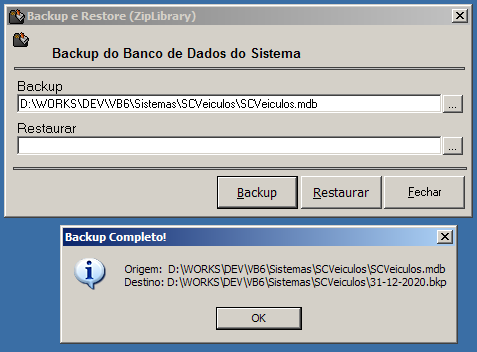 Backup e Restore (ZipLibrary)
Backup do Banco de Dados do Sistema
Backup
D:\WORKS\DEV\VB6\Sistemas\SCVeiculos\SCVeiculos.mdb
...
Restaurar
...
Backup
Restaurar
Fechar
Backup Completo!
Origem: D:\WORKS\DEV\VB6\Sistemas\SCVeiculos\SCVeiculos.mdb
Destino: D:\WORKS\DEV\VB6\Sistemas\SCVeiculos\31-12-2020.bkp
OK